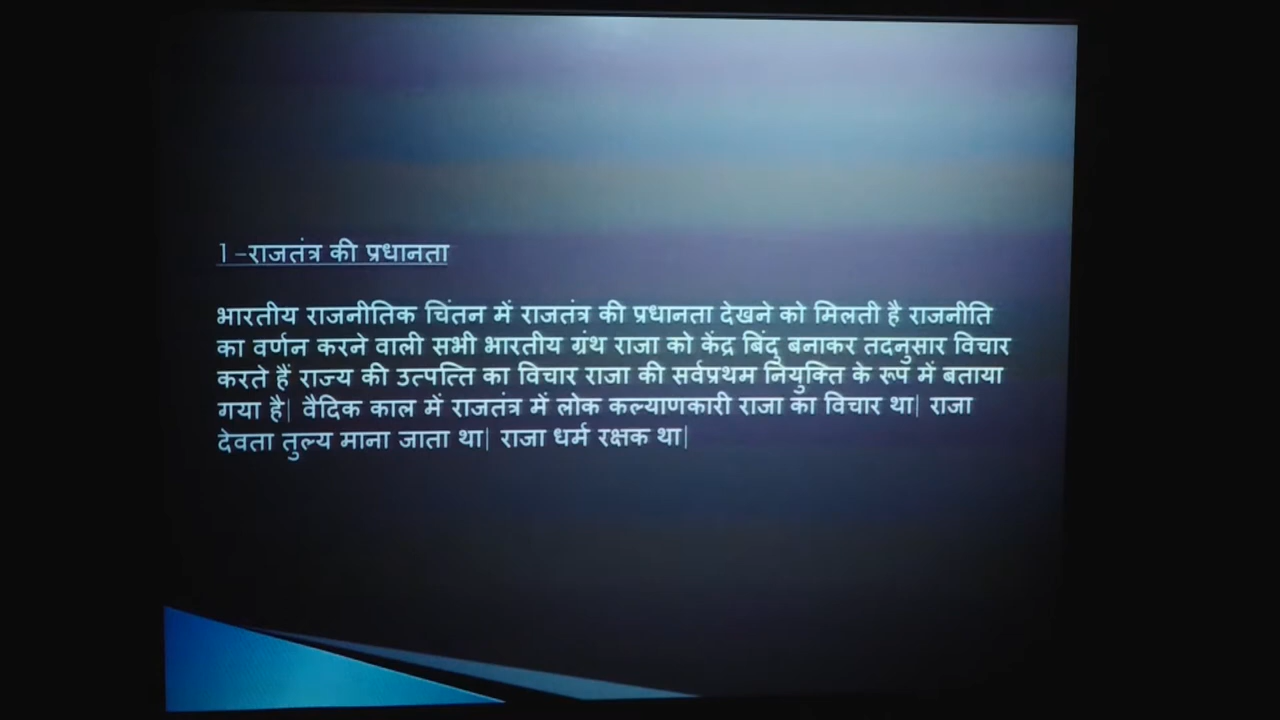 1–राजतंत्र की प्रधानता
भारतीय राजनीतिक चिंतन में राजतंत्र की प्रधानता देखने को मिलती है राजनीति
का वर्णन करने वाली सभी भारतीय ग्रंथ राजा को केंद्र बिंदु बनाकर तदनुसार विचार
करते हैं राज्य की उत्पत्ति का विचार राजा की सर्वप्रथम नियुक्ति के रूप में बताया
गया है| वैदिक काल में राजतंत्र में लोक कल्याणकारी राजा का विचार था| राजा
देवता तुल्य माना जाता था| राजा धर्म रक्षक था|